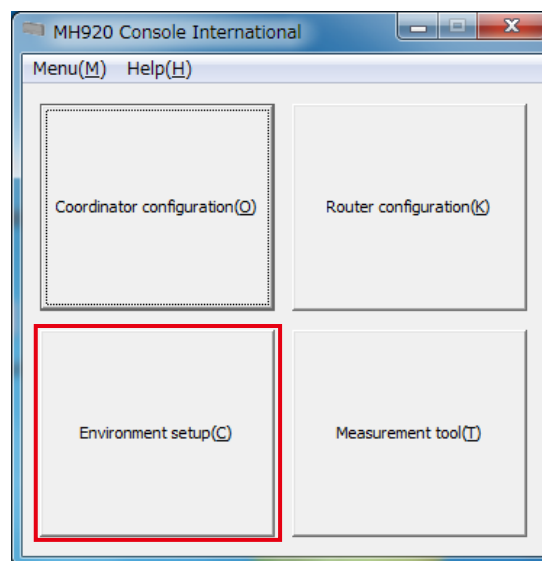 MH920 Console International
Menu(M) Help(H)
Coordinator configuration(O)
Router configuration(K)
Environment setup(C)
Measurement tool(T)